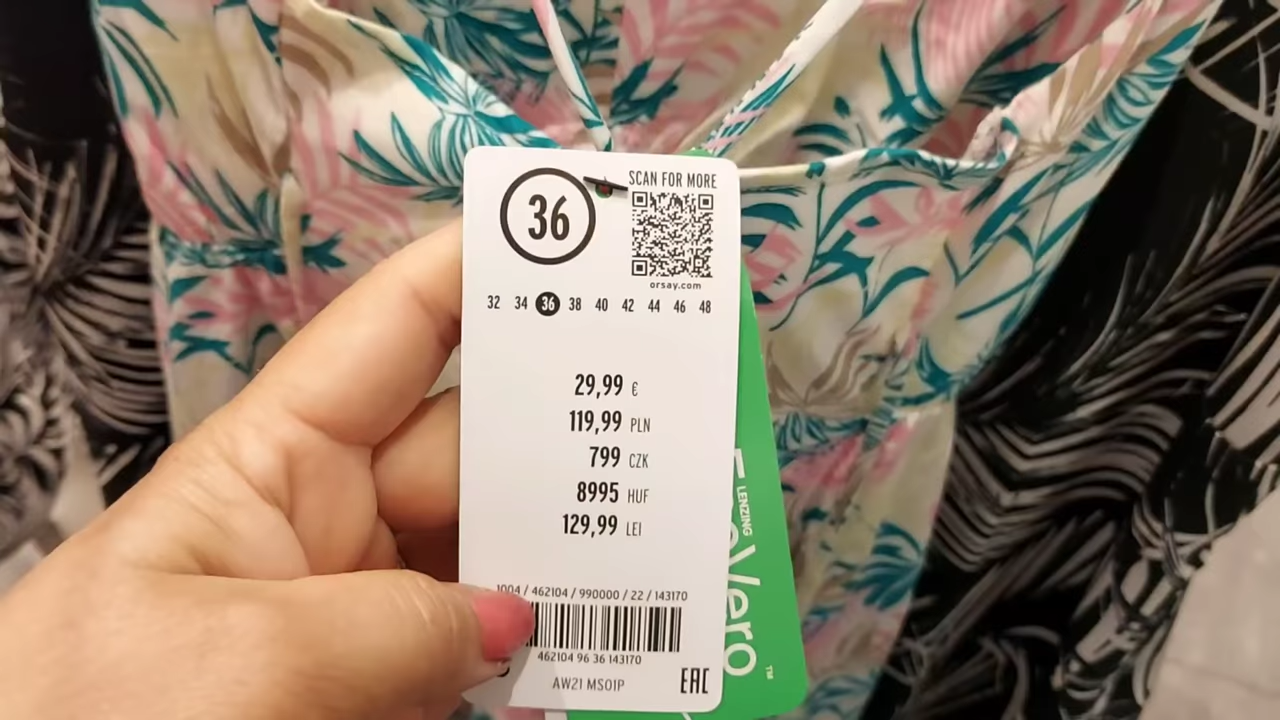 36
SCAN FOR MORE
orsay.com
32 34 36 38 40 42 44 46 48
29,99 €
119,99 PLN
799 CZK
8995 HUF
129,99 LEI
1004 / 462104 / 990000 / 22 / 143170
462104 96 36 143170
AW21 MS01P
EAC
LENZING
Vero
TM